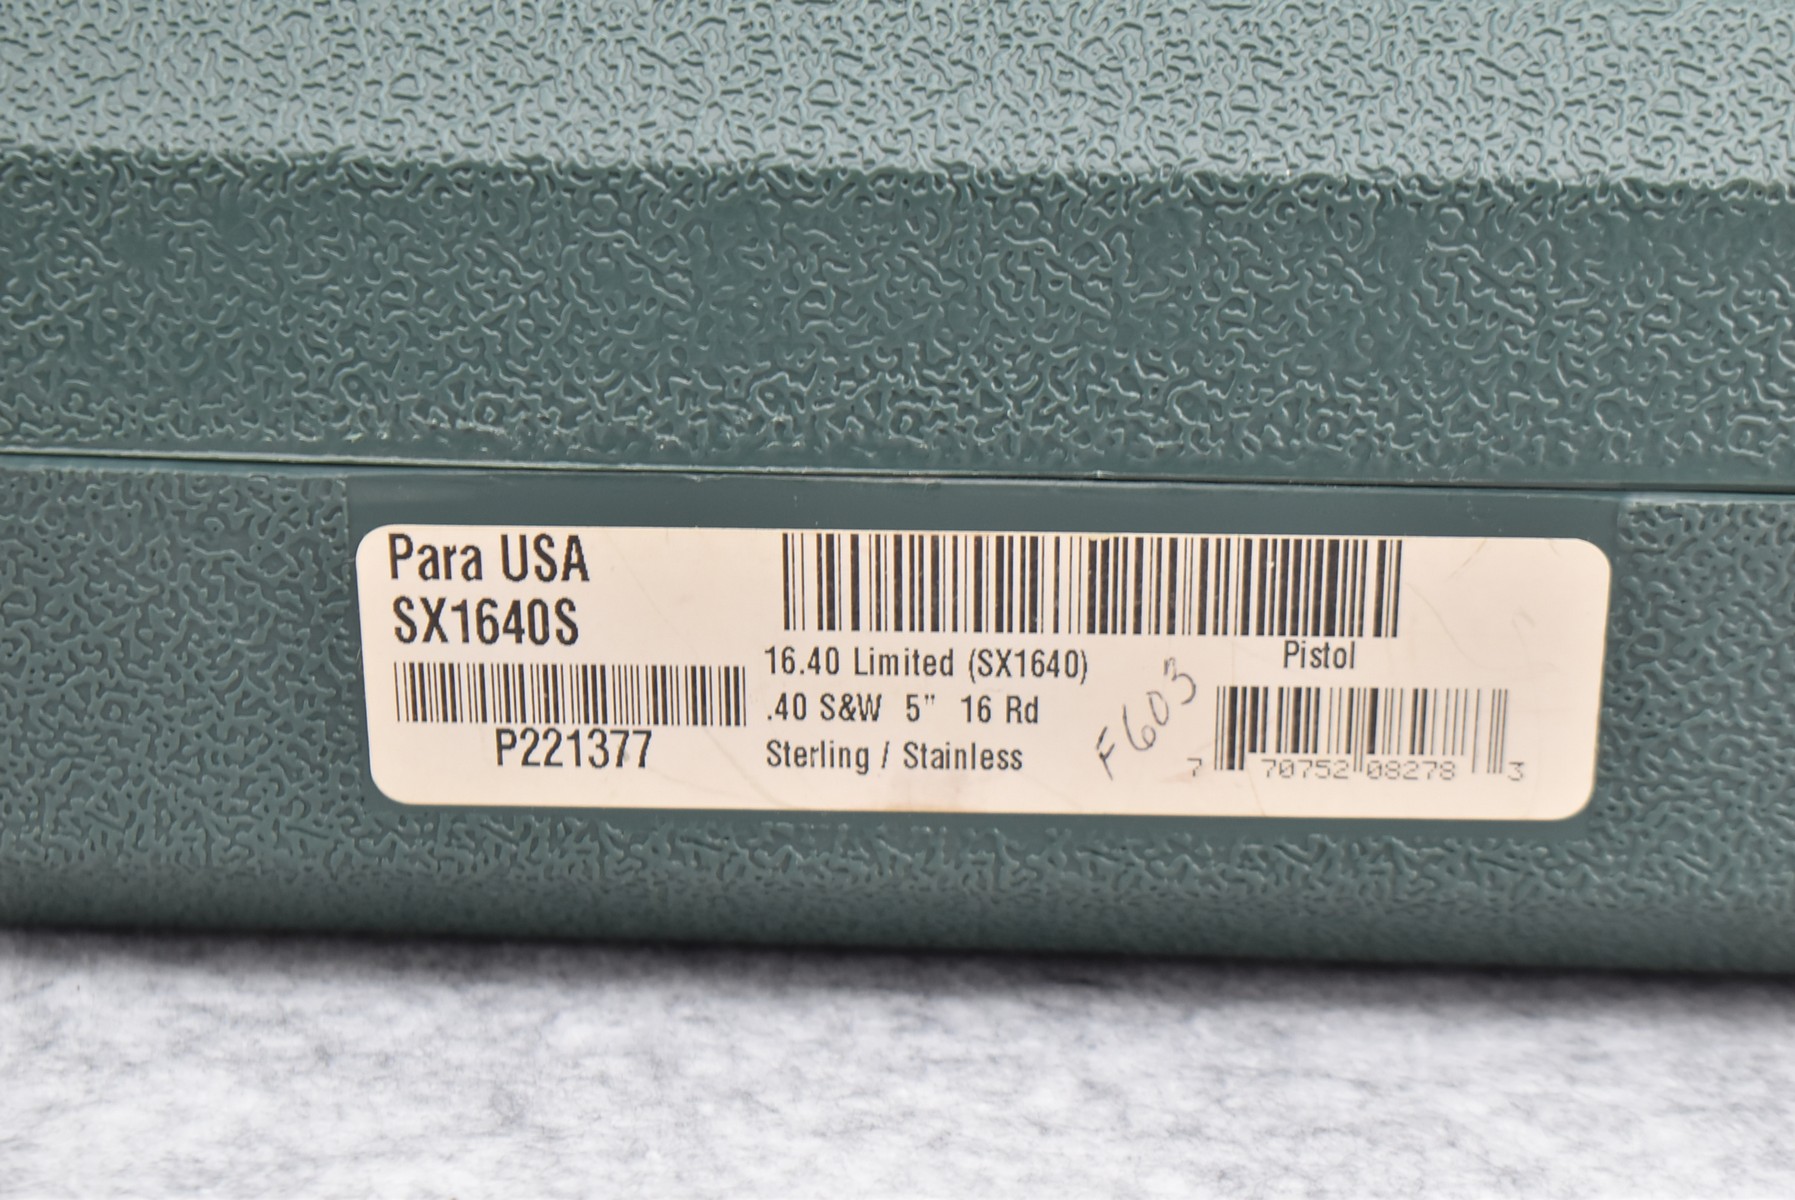 Para USA
SX1640S
P221377
16.40 Limited (SX1640)
.40 S&W 5" 16 Rd
Sterling / Stainless
F603
Pistol
7 70752 08278 3